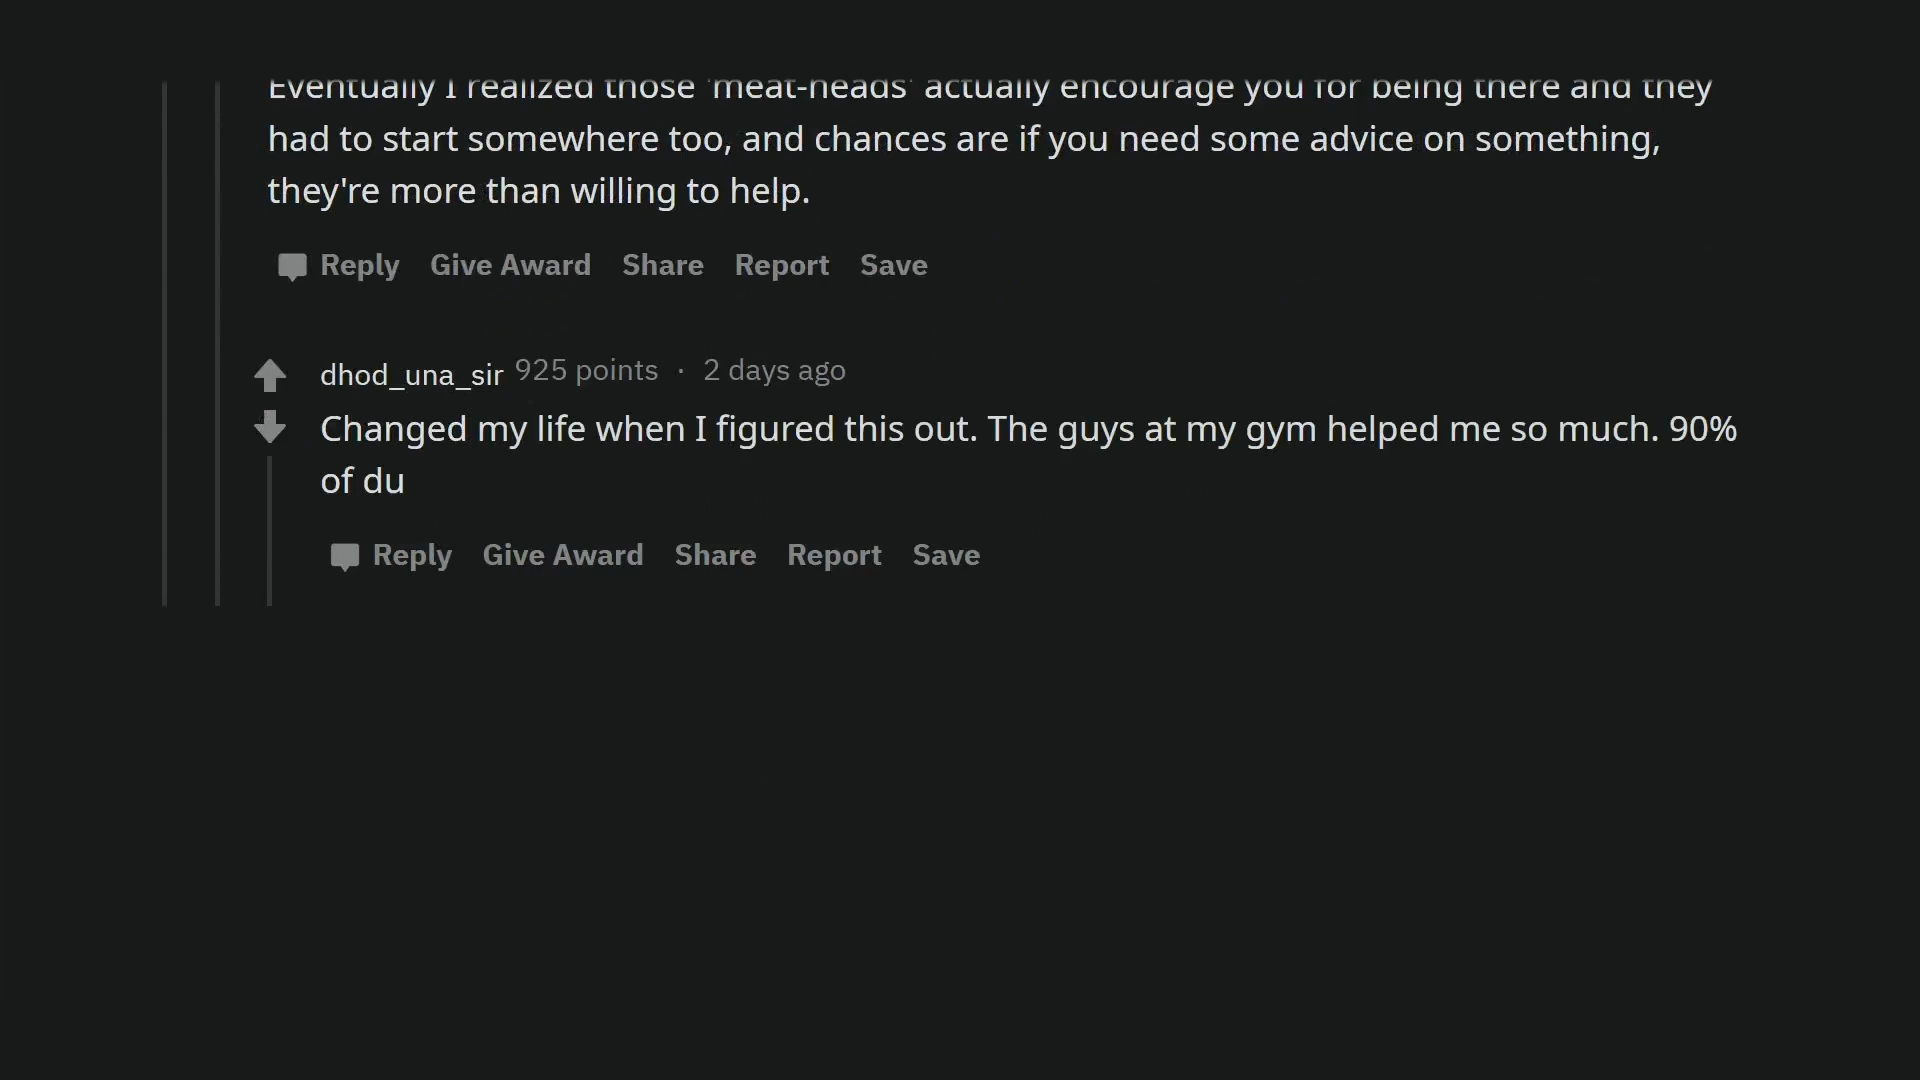 Eventually I realized those 'meat-heads' actually encourage you for being there and they
had to start somewhere too, and chances are if you need some advice on something,
they're more than willing to help.
Reply Give Award Share Report Save
dhod_una_sir 925 points · 2 days ago
Changed my life when I figured this out. The guys at my gym helped me so much. 90%
of du
Reply Give Award Share Report Save